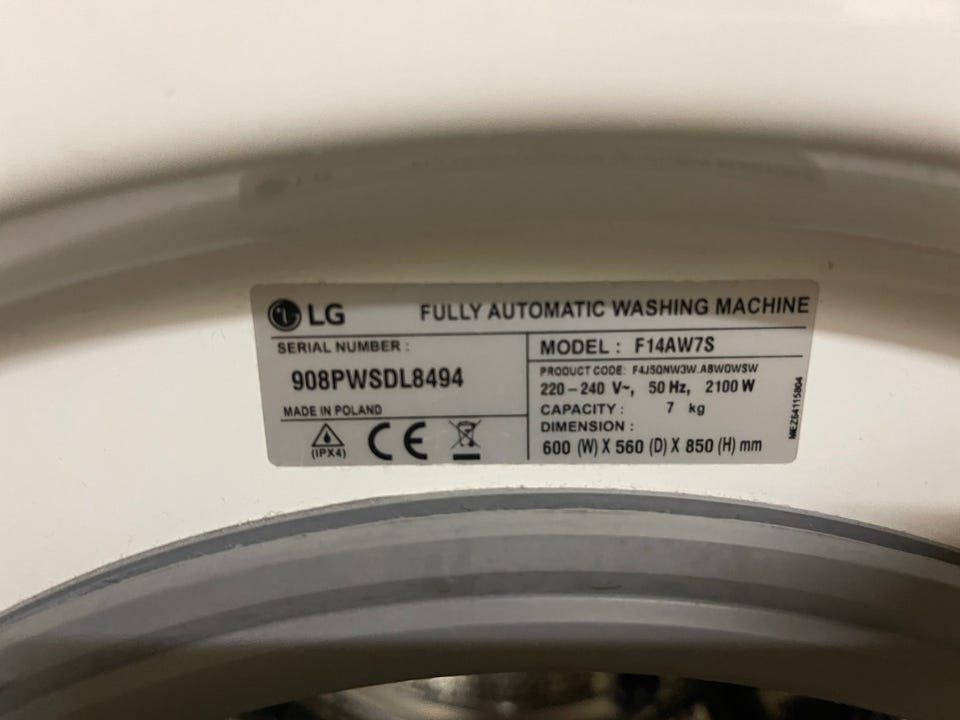 LG FULLY AUTOMATIC WASHING MACHINE
SERIAL NUMBER :
908PWSDL8494
MADE IN POLAND
(IPX4) CE
MODEL : F14AW7S
PRODUCT CODE: F4J5QNW3W.ABWQWSW
220-240 V~, 50 Hz, 2100 W
CAPACITY : 7 kg
DIMENSION :
600 (W) X 560 (D) X 850 (H) mm
MEZ64115804